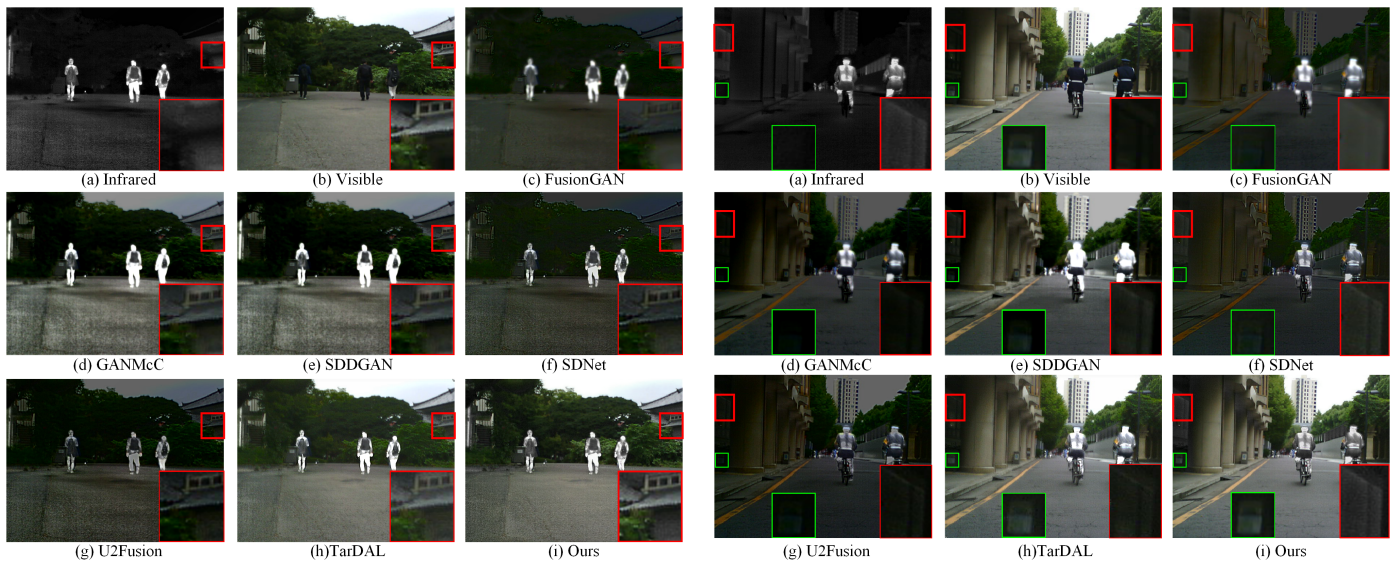 (a) Infrared (b) Visible (c) FusionGAN (a) Infrared (b) Visible (c) FusionGAN
(d) GANMcC (e) SDDGAN (f) SDNet (d) GANMcC (e) SDDGAN (f) SDNet
(g) U2Fusion (h)TarDAL (i) Ours (g) U2Fusion (h)TarDAL (i) Ours